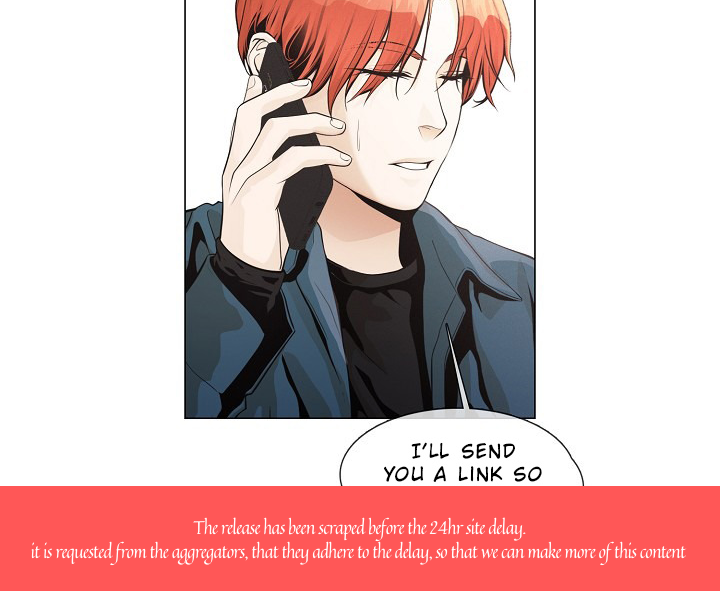 I'LL SEND
YOU A LINK SO
The release has been scraped before the 24hr site delay.
it is requested from the aggregators, that they adhere to the delay, so that we can make more of this content